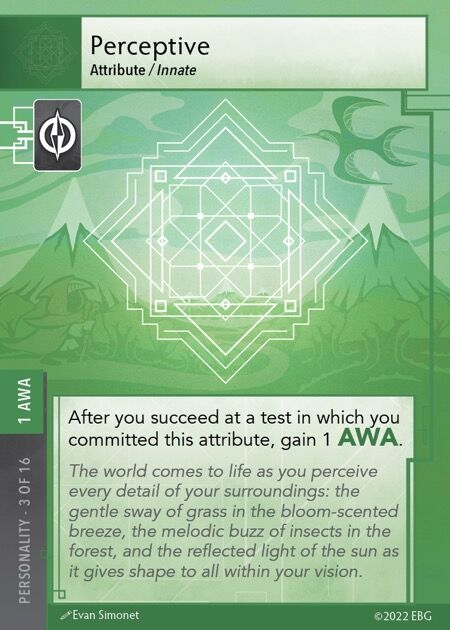 Perceptive
Attribute / Innate
After you succeed at a test in which you
committed this attribute, gain 1 AWA.
The world comes to life as you perceive
every detail of your surroundings: the
gentle sway of grass in the bloom-scented
breeze, the melodic buzz of insects in the
forest, and the reflected light of the sun as
it gives shape to all within your vision.
1 AWA
PERSONALITY - 3 OF 16
Evan Simonet
©2022 EBG